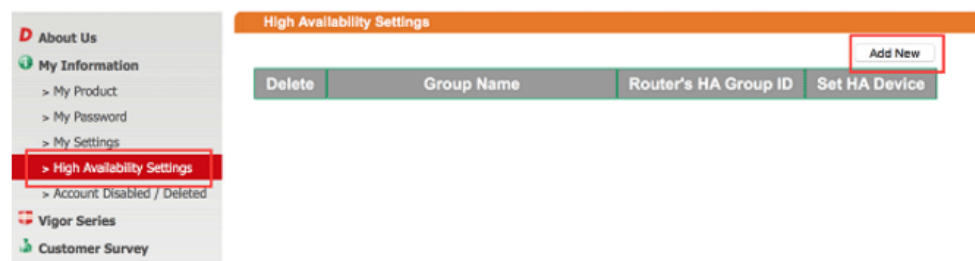 High Availability Settings
D About Us
Add New
My Information
Delete Group Name Router's HA Group ID Set HA Device
> My Product
> My Password
> My Settings
> High Availability Settings
> Account Disabled / Deleted
Vigor Series
Customer Survey